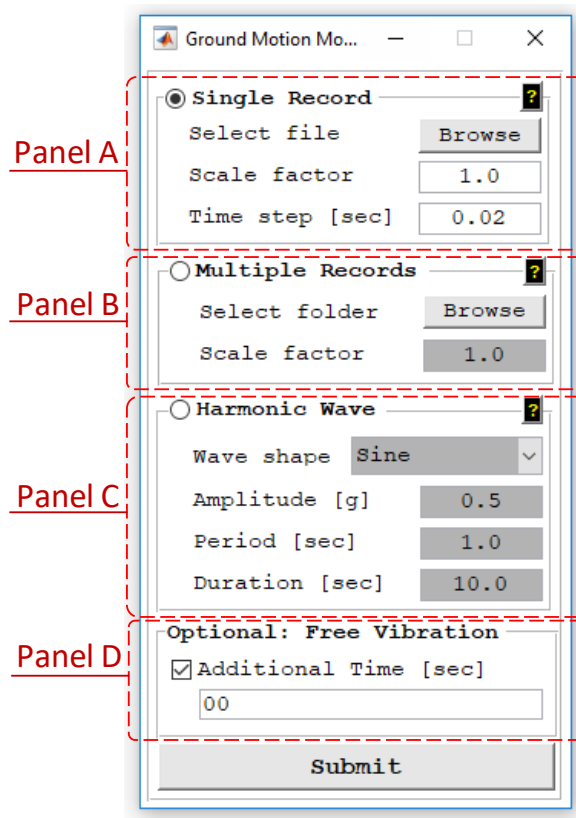 Ground Motion Mo...
Single Record ?
Panel A
Select file Browse
Scale factor 1.0
Time step [sec] 0.02
Multiple Records ?
Panel B
Select folder Browse
Scale factor 1.0
Harmonic Wave ?
Wave shape Sine
Panel C
Amplitude [g] 0.5
Period [sec] 1.0
Duration [sec] 10.0
Optional: Free Vibration
Panel D
Additional Time [sec]
00
Submit